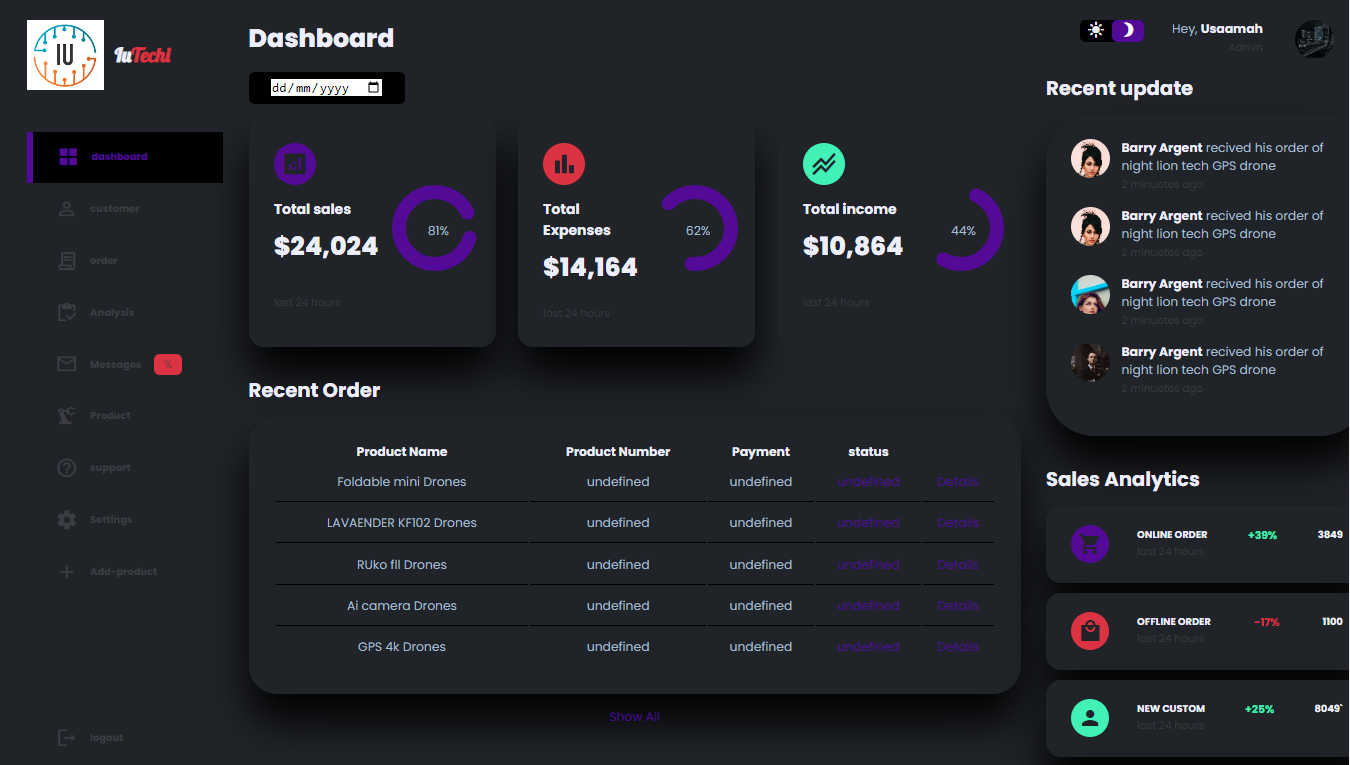 IU
IuTechi
dashboard
customer
order
Analysis
Messages %
Product
support
Settings
Add-product
logout
Dashboard
dd/mm/yyyy
Total sales
$24,024
81%
last 24 hours
Total
Expenses
$14,164
62%
last 24 hours
Total income
$10,864
44%
last 24 hours
Recent Order
Product Name Product Number Payment status
Foldable mini Drones undefined undefined undefined Details
LAVAENDER KF102 Drones undefined undefined undefined Details
RUko fll Drones undefined undefined undefined Details
Ai camera Drones undefined undefined undefined Details
GPS 4k Drones undefined undefined undefined Details
Show All
Hey, Usaamah
Admin
Recent update
Barry Argent recived his order of
night lion tech GPS drone
2 minuetes ago
Barry Argent recived his order of
night lion tech GPS drone
2 minuetes ago
Barry Argent recived his order of
night lion tech GPS drone
2 minuetes ago
Barry Argent recived his order of
night lion tech GPS drone
2 minuetes ago
Sales Analytics
ONLINE ORDER +39% 3849
last 24 hours
OFFLINE ORDER -17% 1100
last 24 hours
NEW CUSTOM +25% 8049`
last 24 hours